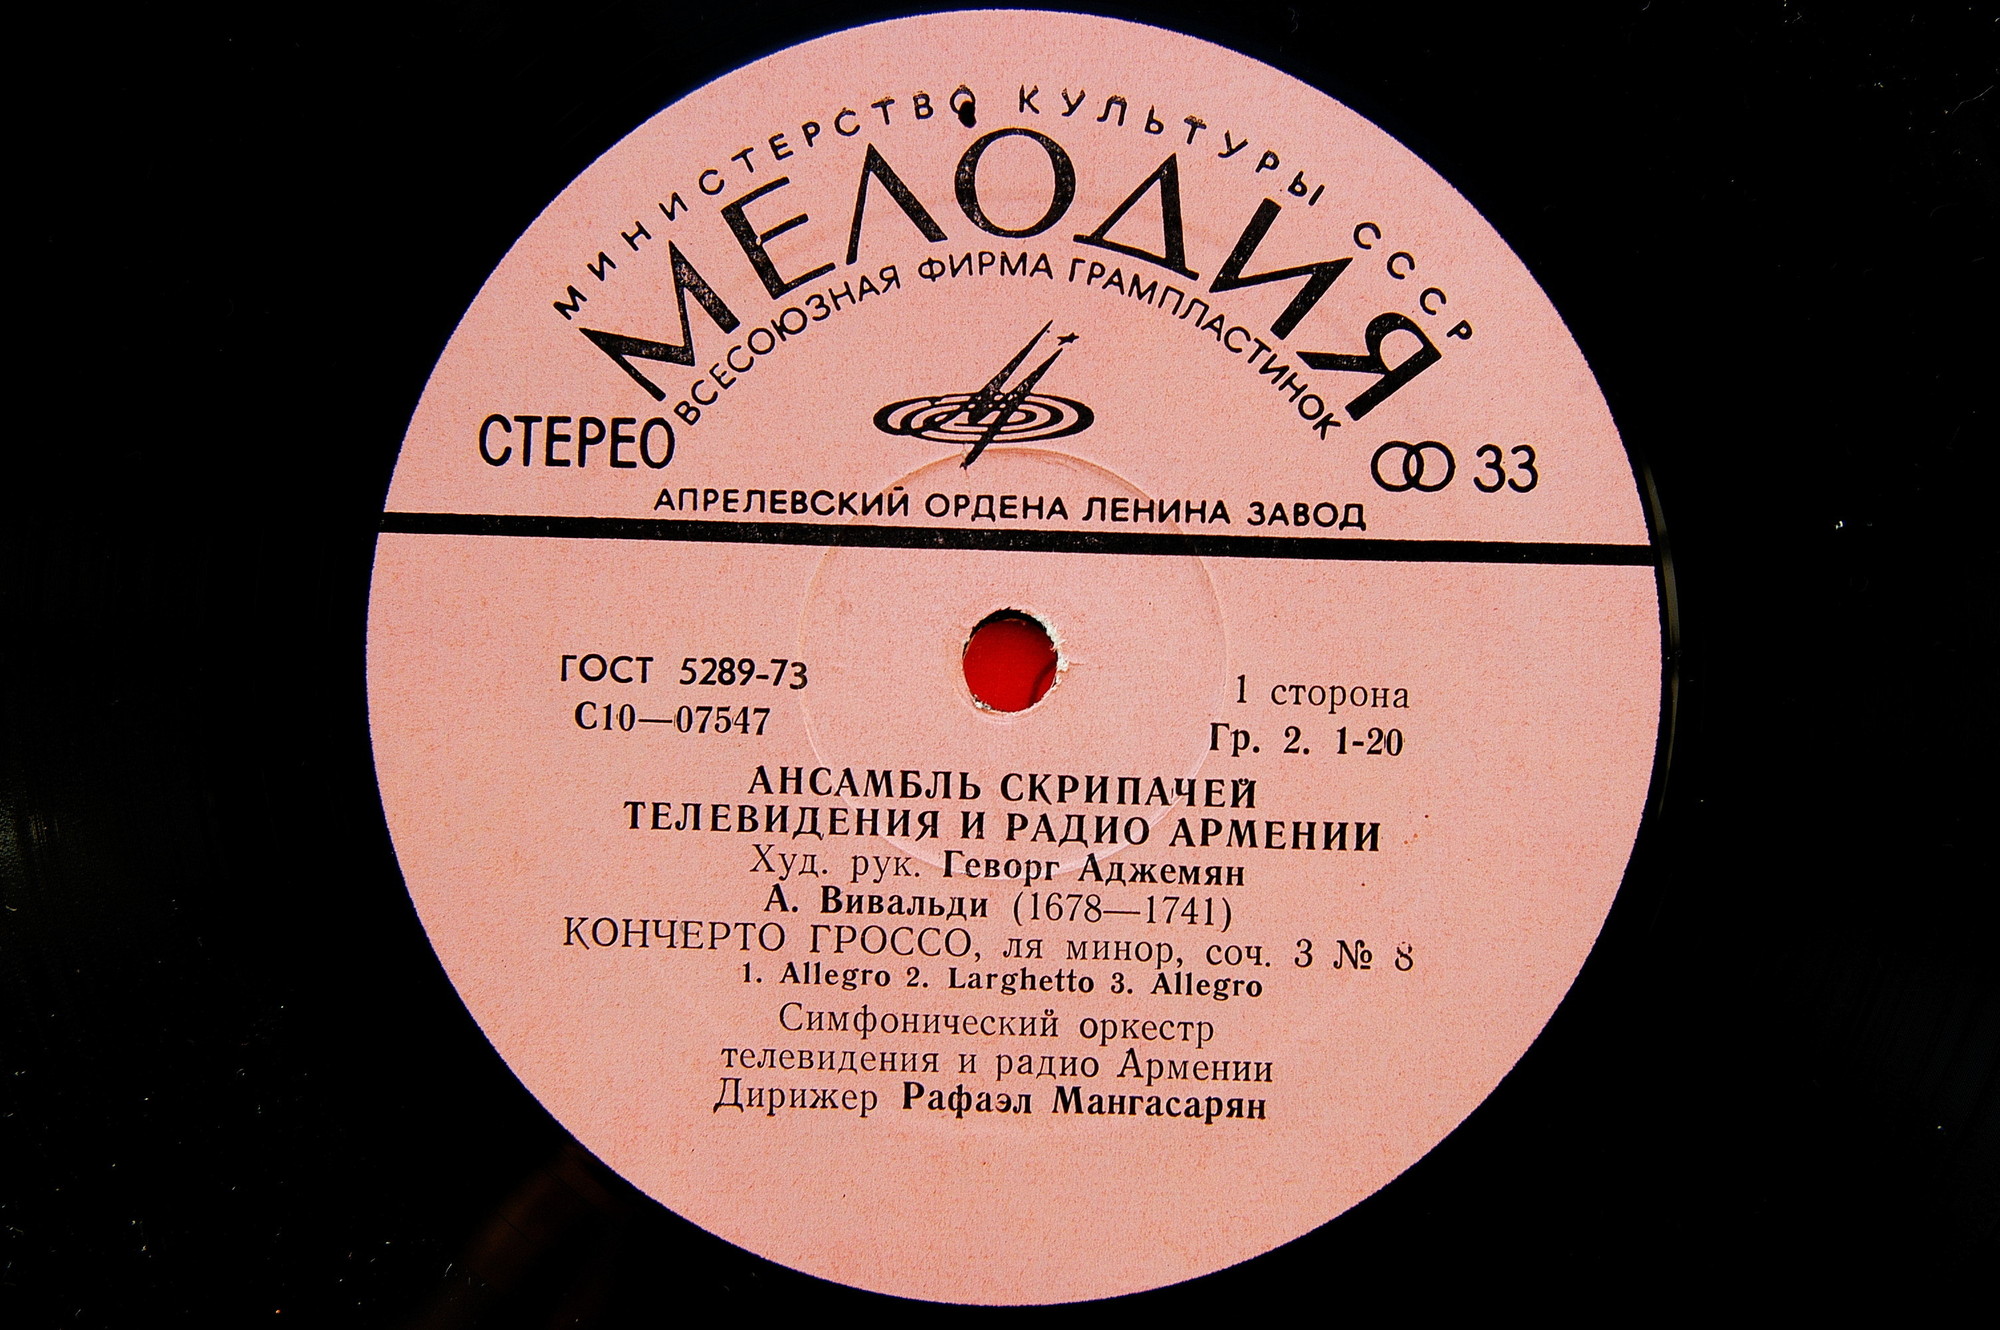 МИНИСТЕРСТВО КУЛЬТУРЫ СССР
МЕЛОДИЯ
ВСЕСОЮЗНАЯ ФИРМА ГРАМПЛАСТИНОК
СТЕРЕО
33
АПРЕЛЕВСКИЙ ОРДЕНА ЛЕНИНА ЗАВОД
ГОСТ 5289-73
С10—07547
1 сторона
Гр. 2. 1-20
АНСАМБЛЬ СКРИПАЧЕЙ
ТЕЛЕВИДЕНИЯ И РАДИО АРМЕНИИ
Худ. рук. Геворг Аджемян
А. Вивальди (1678—1741)
КОНЧЕРТО ГРОССО, ля минор, соч. 3 № 8
1. Allegro 2. Larghetto 3. Allegro
Симфонический оркестр
телевидения и радио Армении
Дирижер Рафаэл Мангасарян